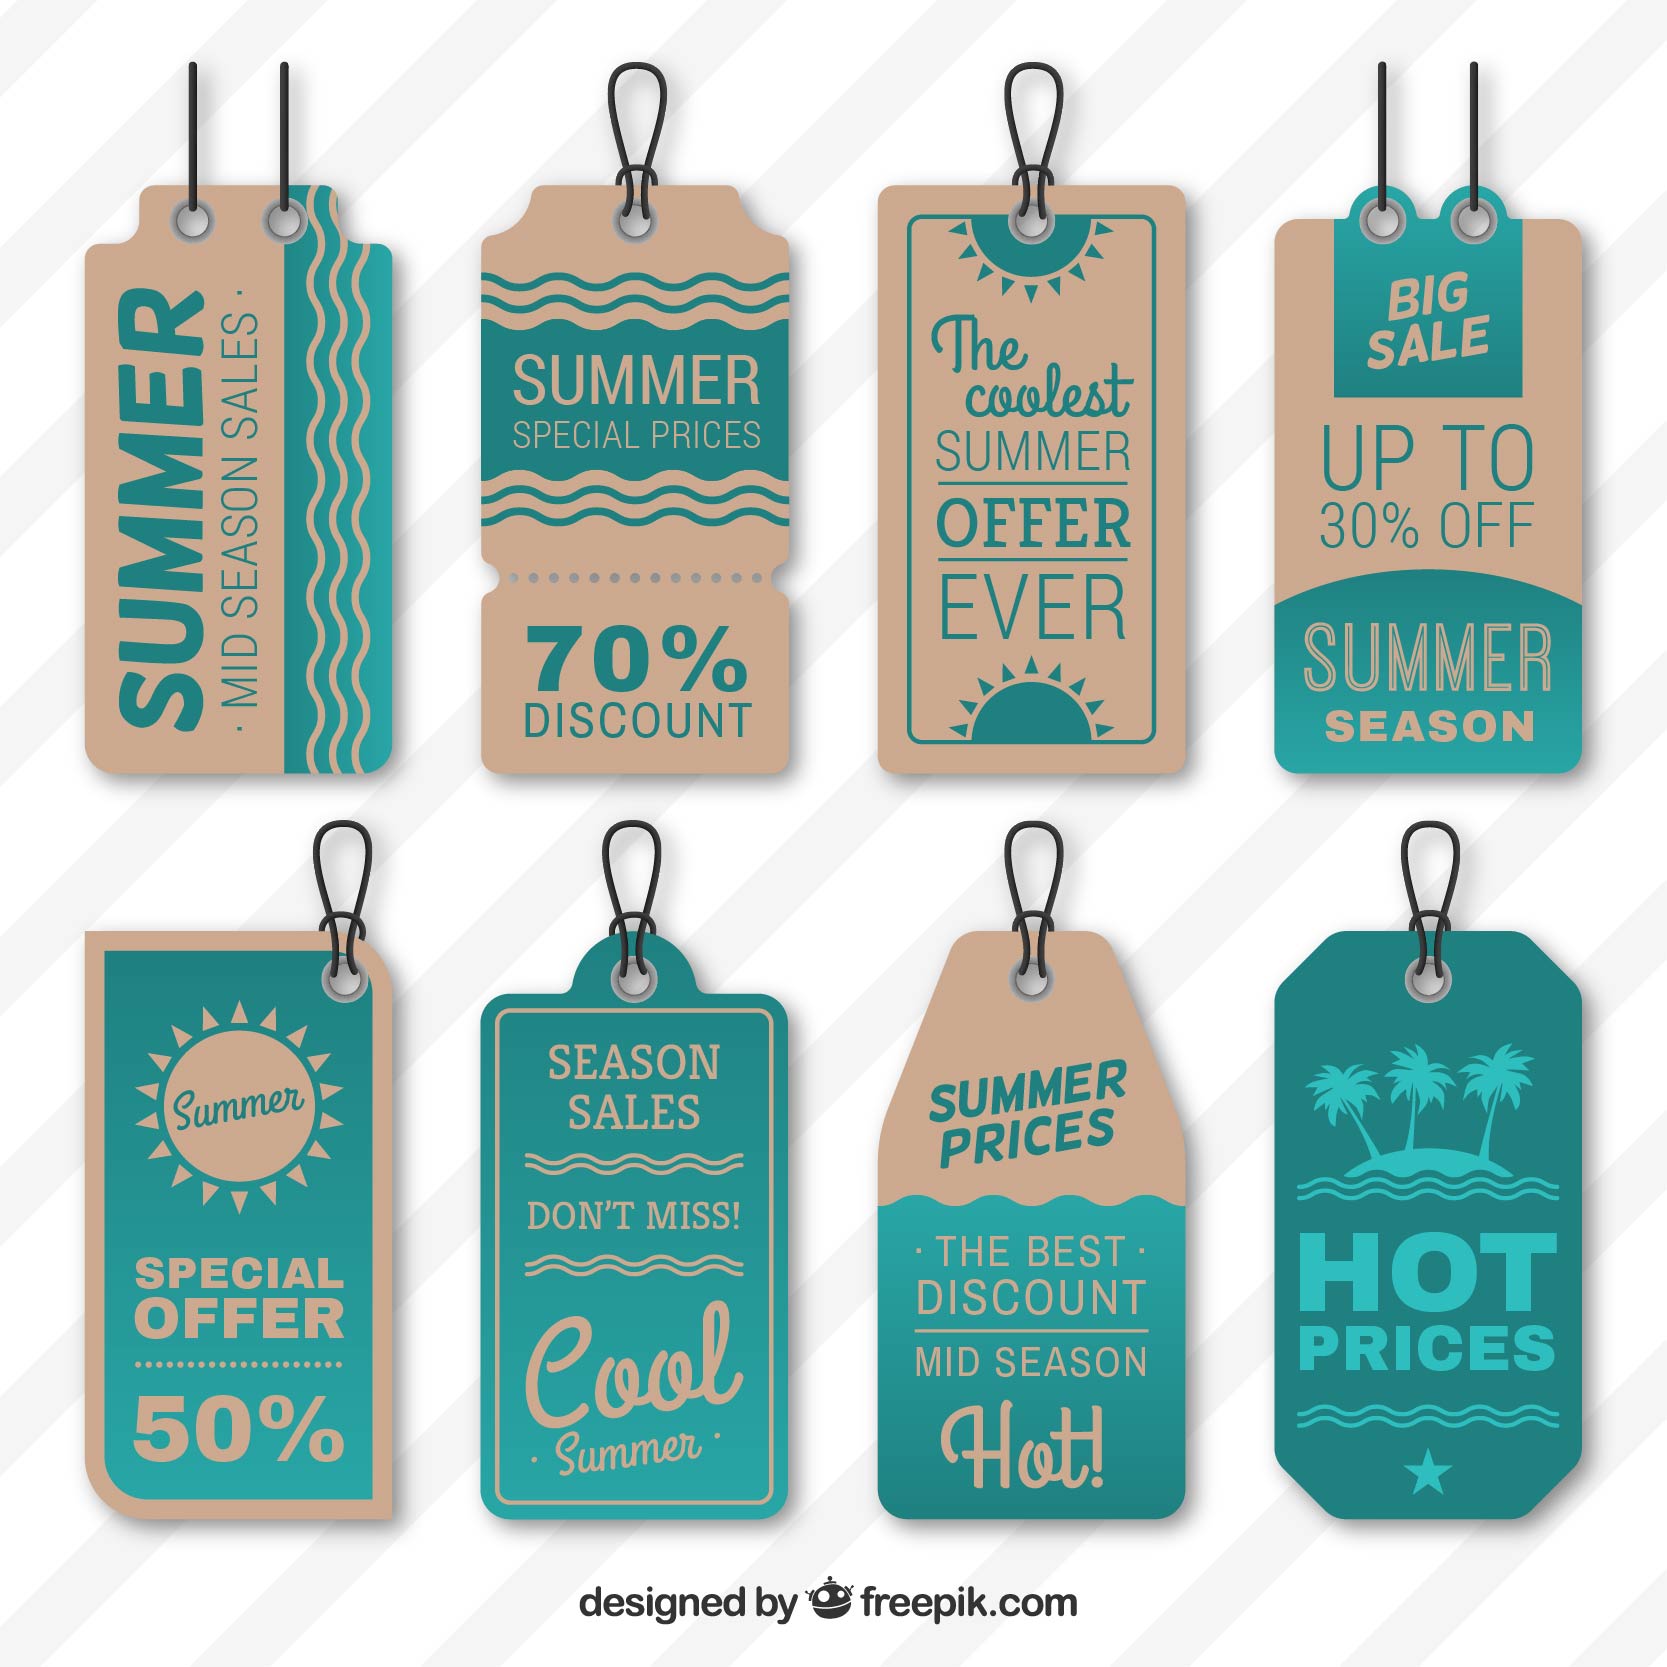 SUMMER
· MID SEASON SALES ·
SUMMER
SPECIAL PRICES
70%
DISCOUNT
The
coolest
SUMMER
OFFER
EVER
BIG
SALE
UP TO
30% OFF
SUMMER
SEASON
Summer
SPECIAL
OFFER
50%
SEASON
SALES
DON'T MISS!
Cool
· Summer ·
SUMMER
PRICES
· THE BEST ·
DISCOUNT
MID SEASON
Hot!
HOT
PRICES
designed by freepik.com